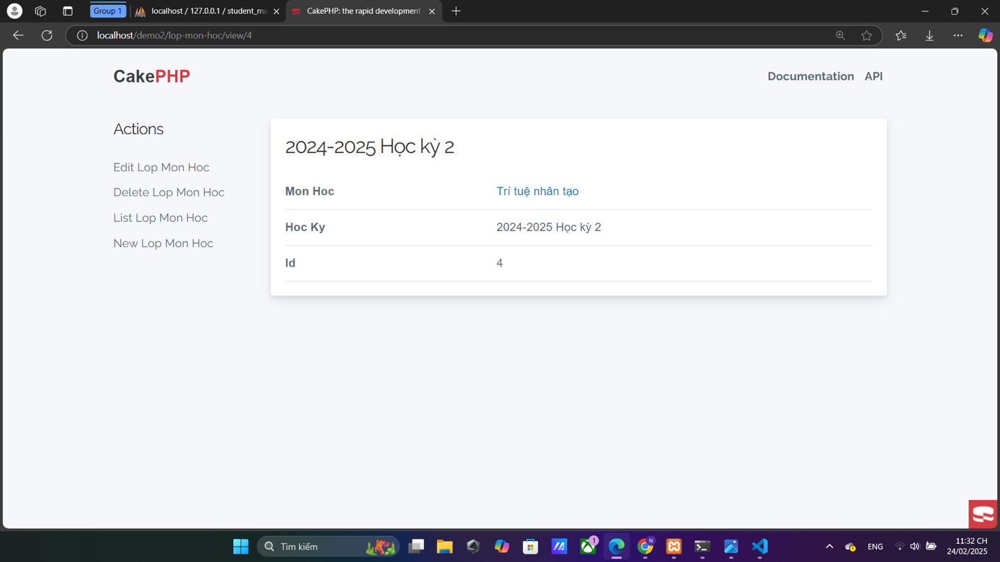 Group 1
localhost / 127.0.0.1 / student_ma
CakePHP: the rapid development
localhost/demo2/lop-mon-hoc/view/4
CakePHP
Documentation API
Actions
Edit Lop Mon Hoc
Delete Lop Mon Hoc
List Lop Mon Hoc
New Lop Mon Hoc
2024-2025 Học kỳ 2
Mon Hoc Trí tuệ nhân tạo
Hoc Ky 2024-2025 Học kỳ 2
Id 4
Tìm kiếm
1
N
ENG
11:32 CH
24/02/2025